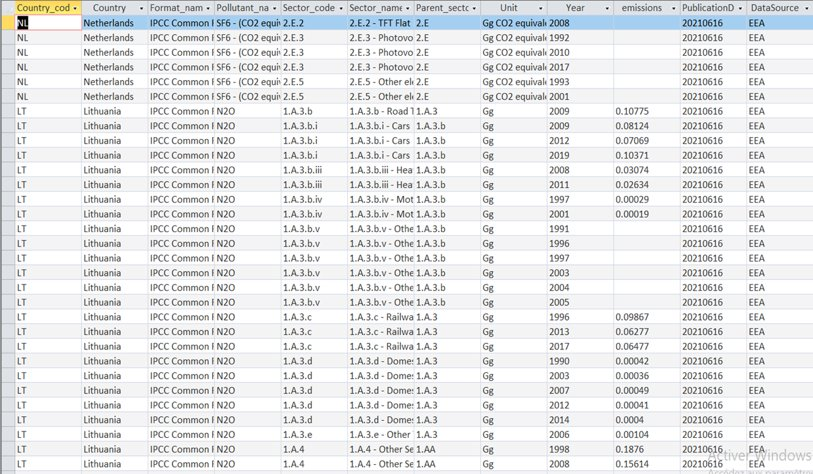 Country_cod Country Format_nam Pollutant_na Sector_code Sector_name Parent_secto Unit Year emissions PublicationD DataSource
NL Netherlands IPCC Common F SF6 - (CO2 equiv 2.E.2 2.E.2 - TFT Flat 2.E Gg CO2 equivale 2008 20210616 EEA
NL Netherlands IPCC Common F SF6 - (CO2 equiv 2.E.3 2.E.3 - Photovo 2.E Gg CO2 equivale 1992 20210616 EEA
NL Netherlands IPCC Common F SF6 - (CO2 equiv 2.E.3 2.E.3 - Photovo 2.E Gg CO2 equivale 2010 20210616 EEA
NL Netherlands IPCC Common F SF6 - (CO2 equiv 2.E.3 2.E.3 - Photovo 2.E Gg CO2 equivale 2017 20210616 EEA
NL Netherlands IPCC Common F SF6 - (CO2 equiv 2.E.5 2.E.5 - Other ele 2.E Gg CO2 equivale 1993 20210616 EEA
NL Netherlands IPCC Common F SF6 - (CO2 equiv 2.E.5 2.E.5 - Other ele 2.E Gg CO2 equivale 2001 20210616 EEA
LT Lithuania IPCC Common F N2O 1.A.3.b 1.A.3.b - Road T 1.A.3 Gg 2009 0.10775 20210616 EEA
LT Lithuania IPCC Common F N2O 1.A.3.b.i 1.A.3.b.i - Cars 1.A.3.b Gg 2009 0.08124 20210616 EEA
LT Lithuania IPCC Common F N2O 1.A.3.b.i 1.A.3.b.i - Cars 1.A.3.b Gg 2012 0.07069 20210616 EEA
LT Lithuania IPCC Common F N2O 1.A.3.b.i 1.A.3.b.i - Cars 1.A.3.b Gg 2019 0.10371 20210616 EEA
LT Lithuania IPCC Common F N2O 1.A.3.b.iii 1.A.3.b.iii - Hea 1.A.3.b Gg 2008 0.03074 20210616 EEA
LT Lithuania IPCC Common F N2O 1.A.3.b.iii 1.A.3.b.iii - Hea 1.A.3.b Gg 2011 0.02634 20210616 EEA
LT Lithuania IPCC Common F N2O 1.A.3.b.iv 1.A.3.b.iv - Mot 1.A.3.b Gg 1997 0.00029 20210616 EEA
LT Lithuania IPCC Common F N2O 1.A.3.b.iv 1.A.3.b.iv - Mot 1.A.3.b Gg 2001 0.00019 20210616 EEA
LT Lithuania IPCC Common F N2O 1.A.3.b.v 1.A.3.b.v - Othe 1.A.3.b Gg 1991 20210616 EEA
LT Lithuania IPCC Common F N2O 1.A.3.b.v 1.A.3.b.v - Othe 1.A.3.b Gg 1996 20210616 EEA
LT Lithuania IPCC Common F N2O 1.A.3.b.v 1.A.3.b.v - Othe 1.A.3.b Gg 1997 20210616 EEA
LT Lithuania IPCC Common F N2O 1.A.3.b.v 1.A.3.b.v - Othe 1.A.3.b Gg 2003 20210616 EEA
LT Lithuania IPCC Common F N2O 1.A.3.b.v 1.A.3.b.v - Othe 1.A.3.b Gg 2004 20210616 EEA
LT Lithuania IPCC Common F N2O 1.A.3.b.v 1.A.3.b.v - Othe 1.A.3.b Gg 2005 20210616 EEA
LT Lithuania IPCC Common F N2O 1.A.3.c 1.A.3.c - Railwa 1.A.3 Gg 1996 0.09867 20210616 EEA
LT Lithuania IPCC Common F N2O 1.A.3.c 1.A.3.c - Railwa 1.A.3 Gg 2013 0.06277 20210616 EEA
LT Lithuania IPCC Common F N2O 1.A.3.c 1.A.3.c - Railwa 1.A.3 Gg 2017 0.06477 20210616 EEA
LT Lithuania IPCC Common F N2O 1.A.3.d 1.A.3.d - Domes 1.A.3 Gg 1990 0.00042 20210616 EEA
LT Lithuania IPCC Common F N2O 1.A.3.d 1.A.3.d - Domes 1.A.3 Gg 2003 0.00036 20210616 EEA
LT Lithuania IPCC Common F N2O 1.A.3.d 1.A.3.d - Domes 1.A.3 Gg 2007 0.00049 20210616 EEA
LT Lithuania IPCC Common F N2O 1.A.3.d 1.A.3.d - Domes 1.A.3 Gg 2012 0.00041 20210616 EEA
LT Lithuania IPCC Common F N2O 1.A.3.d 1.A.3.d - Domes 1.A.3 Gg 2014 0.0004 20210616 EEA
LT Lithuania IPCC Common F N2O 1.A.3.e 1.A.3.e - Other 1.A.3 Gg 2006 0.00104 20210616 EEA
LT Lithuania IPCC Common F N2O 1.A.4 1.A.4 - Other Se 1.AA Gg 1998 0.1876 20210616 EEA
LT Lithuania IPCC Common F N2O 1.A.4 1.A.4 - Other Se 1.AA Gg 2008 0.15614 20210616 EEA
Activer Windows